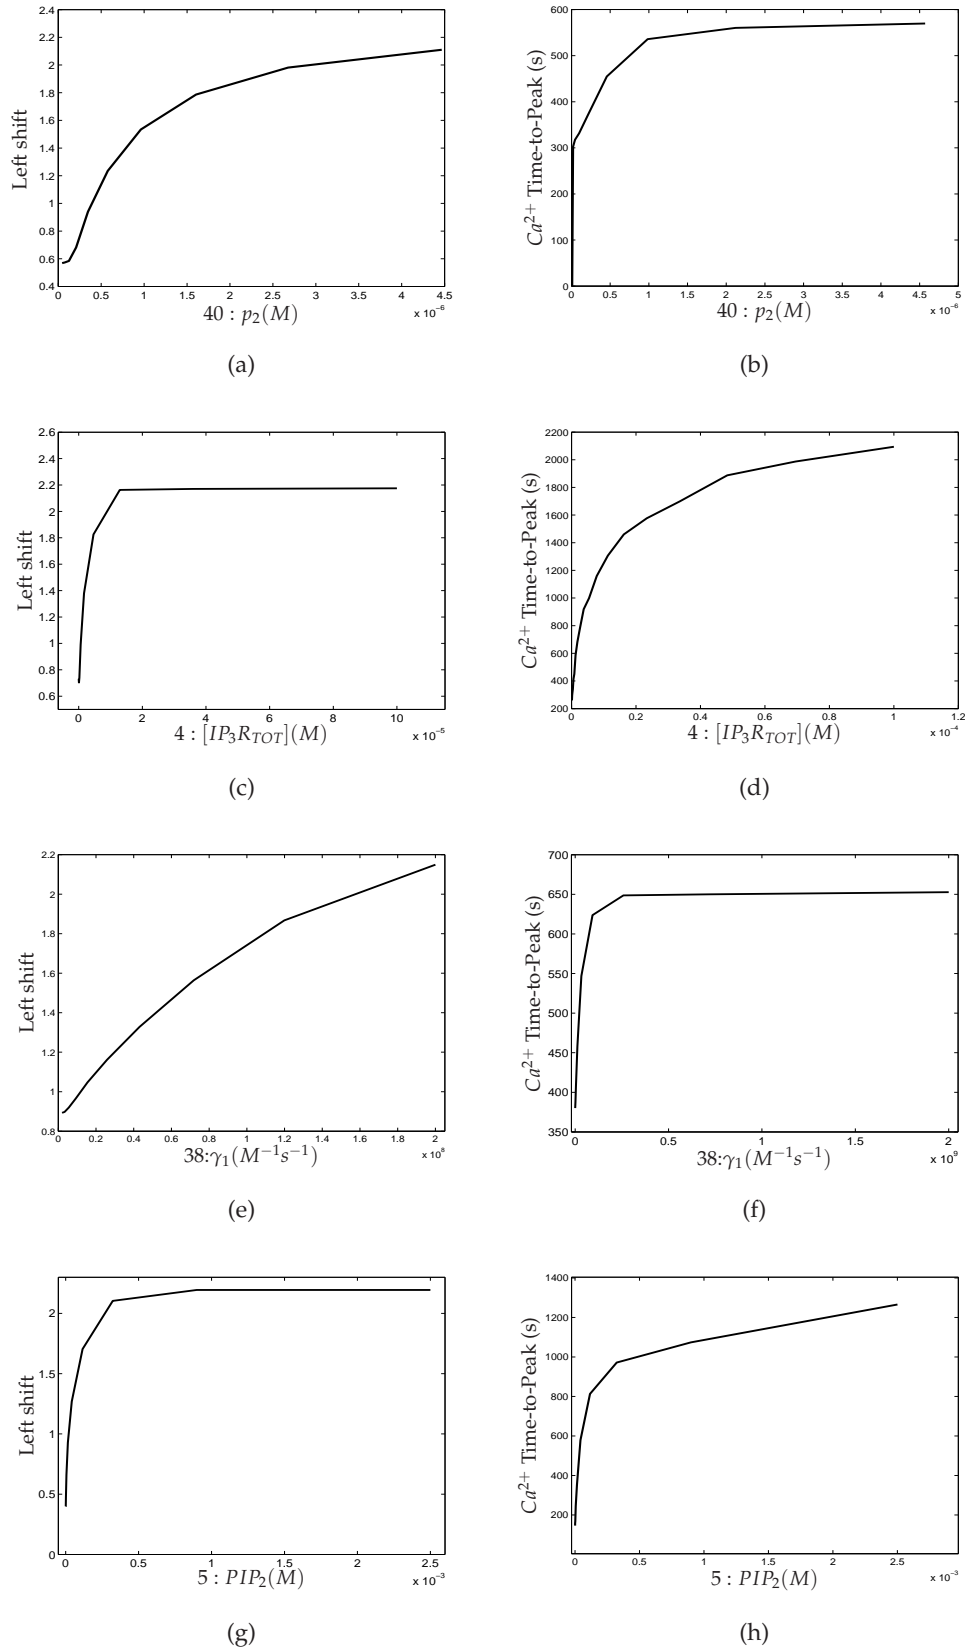 2.4
2.2
2
1.8
1.6
1.4
1.2
1
0.8
0.6
0.4
Left shift
0 0.5 1 1.5 2 2.5 3 3.5 4 4.5
x 10⁻⁶
40 : p₂(M)
(a)
600
500
400
300
200
100
0
Ca²⁺ Time-to-Peak (s)
0 0.5 1 1.5 2 2.5 3 3.5 4 4.5 5
x 10⁻⁶
40 : p₂(M)
(b)
2.6
2.4
2.2
2.0
1.8
1.6
1.4
1.2
1
0.8
0.6
Left shift
0 2 4 6 8 10
x 10⁻⁵
4 : [IP₃R_TOT](M)
(c)
2200
2000
1800
1600
1400
1200
1000
800
600
400
200
Ca²⁺ Time-to-Peak (s)
0 0.2 0.4 0.6 0.8 1 1.2
x 10⁻⁴
4 : [IP₃R_TOT](M)
(d)
2.2
2
1.8
1.6
1.4
1.2
1
0.8
Left shift
0 0.2 0.4 0.6 0.8 1 1.2 1.4 1.6 1.8 2
x 10⁸
38:γ₁(M⁻¹s⁻¹)
(e)
700
650
600
550
500
450
400
350
Ca²⁺ Time-to-Peak (s)
0 0.5 1 1.5 2
x 10⁹
38:γ₁(M⁻¹s⁻¹)
(f)
2
1.5
1
0.5
0
Left shift
0 0.5 1 1.5 2 2.5
x 10⁻³
5 : PIP₂(M)
(g)
1400
1200
1000
800
600
400
200
Ca²⁺ Time-to-Peak (s)
0 0.5 1 1.5 2 2.5
x 10⁻³
5 : PIP₂(M)
(h)